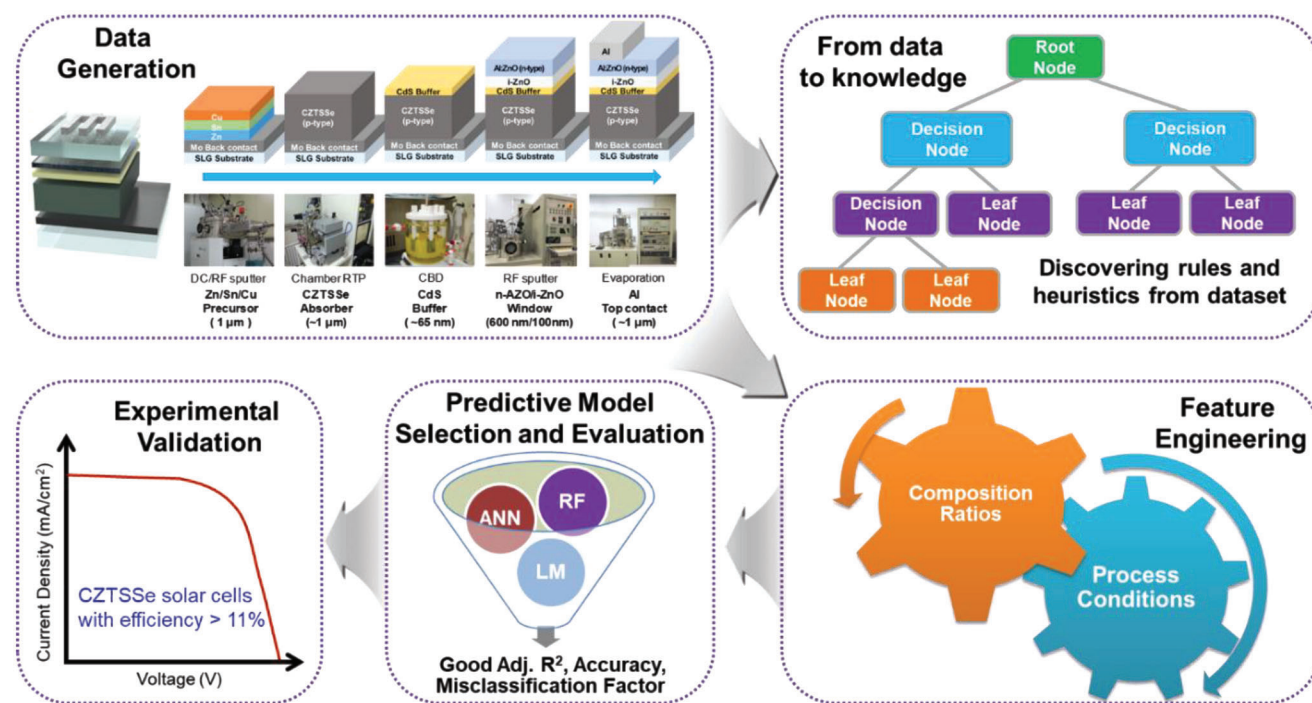 Data
Generation
Cu
Sn
Zn
Mo Back contact
SLG Substrate
CZTSSe
(p-type)
Mo Back contact
SLG Substrate
CdS Buffer
CZTSSe
(p-type)
Mo Back contact
SLG Substrate
Al:ZnO (n-type)
i-ZnO
CdS Buffer
CZTSSe
(p-type)
Mo Back contact
SLG Substrate
Al
Al:ZnO (n-type)
i-ZnO
CdS Buffer
CZTSSe
(p-type)
Mo Back contact
SLG Substrate
DC/RF sputter
Zn/Sn/Cu
Precursor
( 1 µm )
Chamber RTP
CZTSSe
Absorber
(~1 µm)
CBD
CdS
Buffer
(~65 nm)
RF sputter
n-AZO/i-ZnO
Window
(600 nm/100nm)
Evaporation
Al
Top contact
(~1 µm)
From data
to knowledge
Root
Node
Decision
Node
Decision
Node
Decision
Node
Leaf
Node
Leaf
Node
Leaf
Node
Leaf
Node
Leaf
Node
Discovering rules and
heuristics from dataset
Experimental
Validation
Current Density (mA/cm²)
CZTSSe solar cells
with efficiency > 11%
Voltage (V)
Predictive Model
Selection and Evaluation
ANN
RF
LM
Good Adj. R², Accuracy,
Misclassification Factor
Feature
Engineering
Composition
Ratios
Process
Conditions